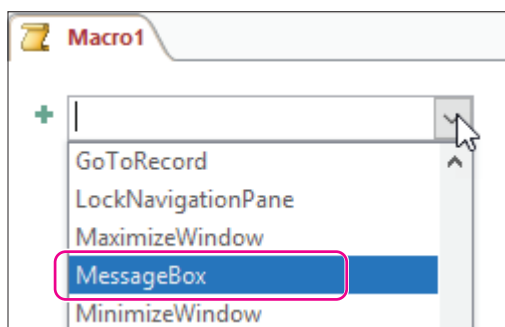 Macro1
GoToRecord
LockNavigationPane
MaximizeWindow
MessageBox
MinimizeWindow